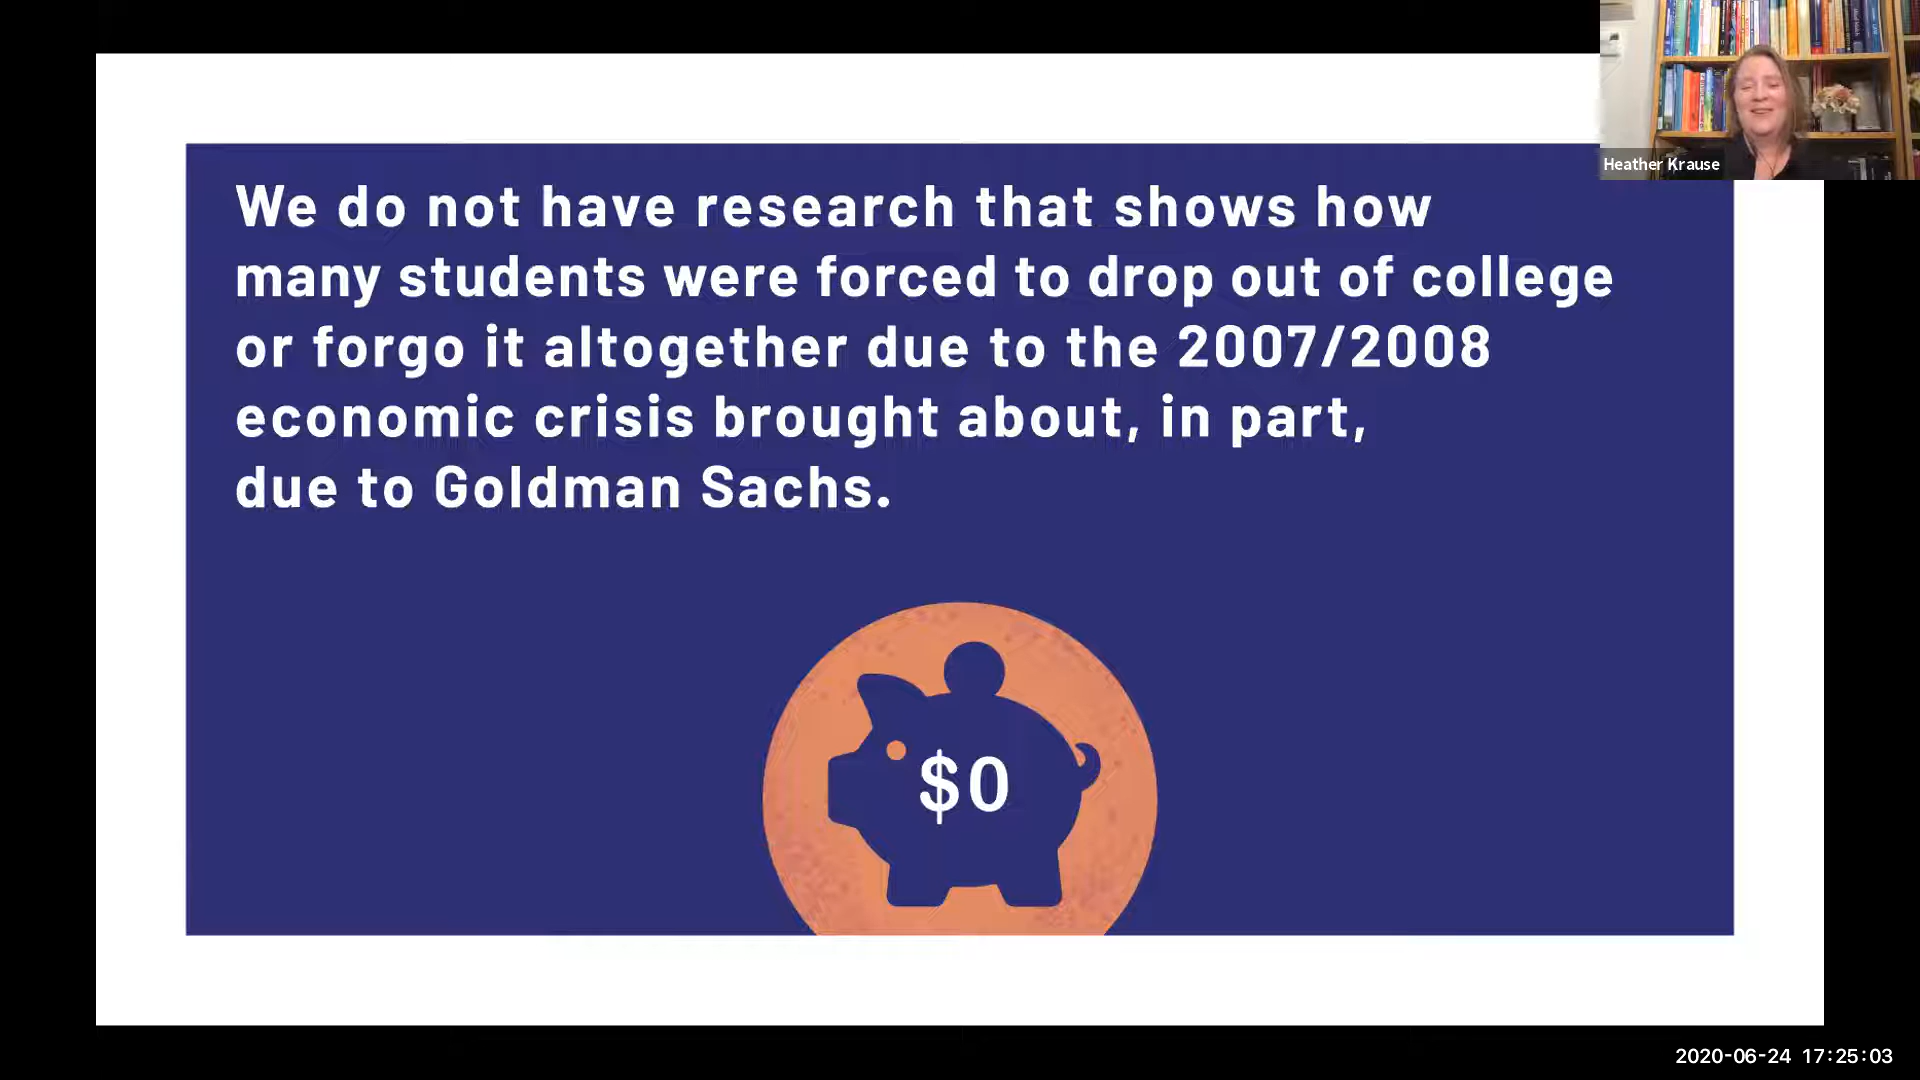 We do not have research that shows how
many students were forced to drop out of college
or forgo it altogether due to the 2007/2008
economic crisis brought about, in part,
due to Goldman Sachs.
$0
Heather Krause
2020-06-24 17:25:03